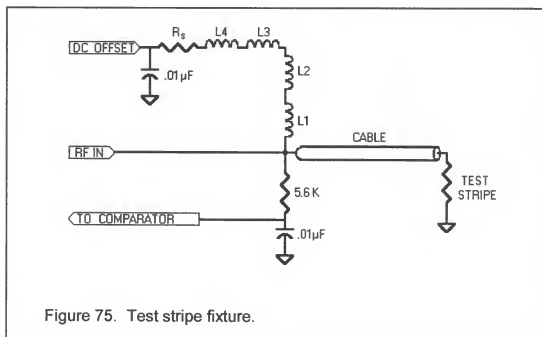 DC OFFSET
Rs
L4
L3
.01µF
L2
L1
RF IN
CABLE
5.6 K
TEST
STRIPE
TO COMPARATOR
.01µF
Figure 75. Test stripe fixture.